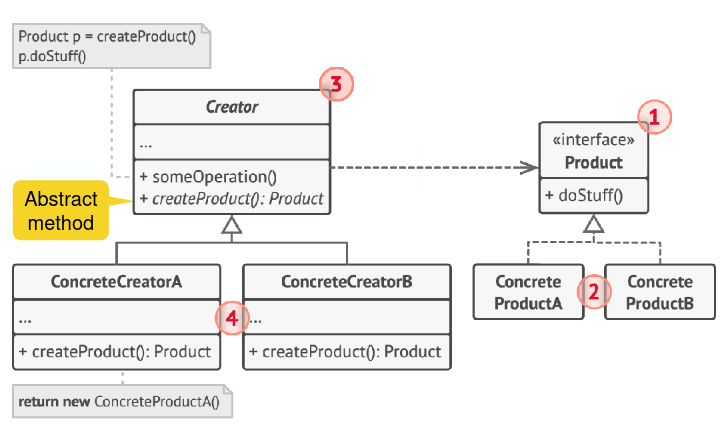 Product p = createProduct()
p.doStuff()
3
Creator
...
+ someOperation()
+ createProduct(): Product
Abstract
method
1
«interface»
Product
+ doStuff()
ConcreteCreatorA
...
+ createProduct(): Product
4
ConcreteCreatorB
...
+ createProduct(): Product
Concrete
ProductA
2
Concrete
ProductB
return new ConcreteProductA()